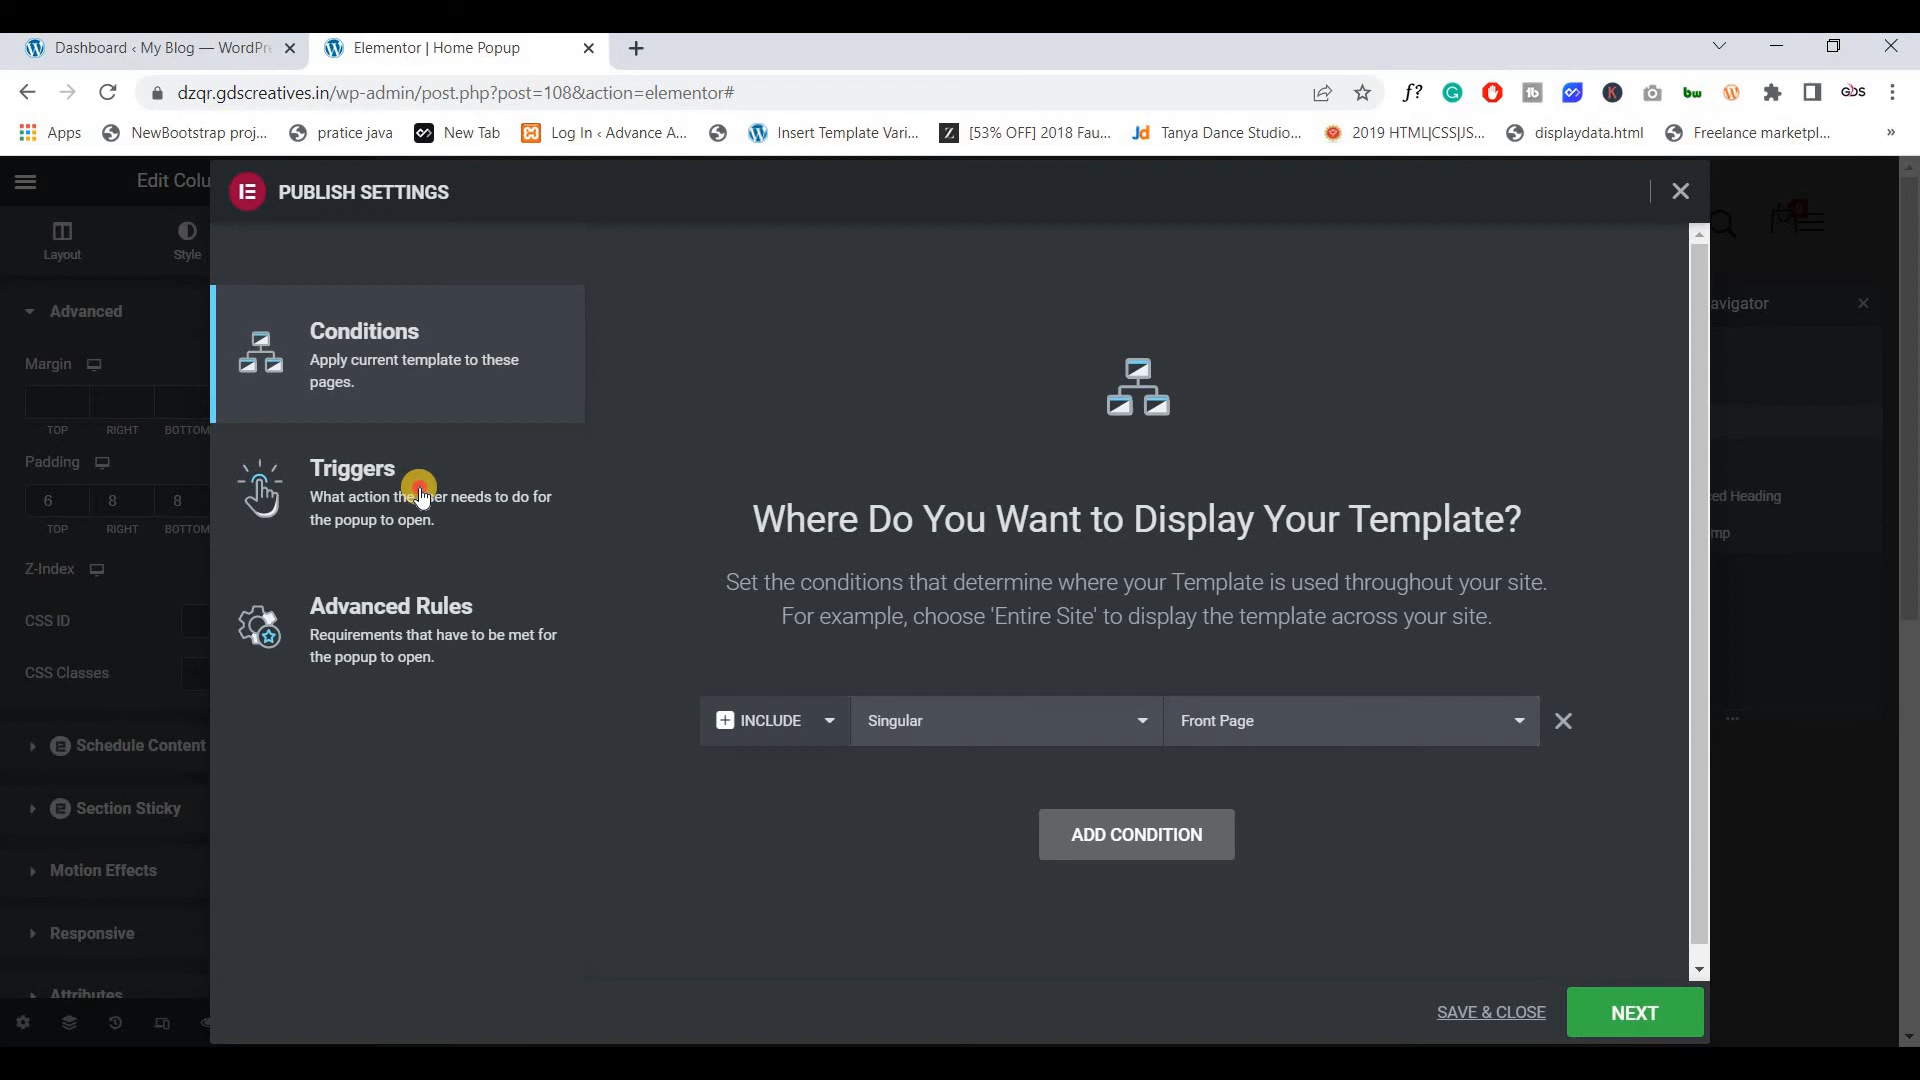 Dashboard ‹ My Blog — WordPre
Elementor | Home Popup
dzqr.gdscreatives.in/wp-admin/post.php?post=108&action=elementor#
Apps
NewBootstrap proj...
pratice java
New Tab
Log In ‹ Advance A...
Insert Template Vari...
[53% OFF] 2018 Fau...
Tanya Dance Studio...
2019 HTML|CSS|JS...
displaydata.html
Freelance marketpl...
»
Edit Colu
PUBLISH SETTINGS
Layout
Style
Advanced
Margin
TOP RIGHT BOTTOM
Padding
6 8 8
TOP RIGHT BOTTOM
Z-Index
CSS ID
CSS Classes
Schedule Content
Section Sticky
Motion Effects
Responsive
Attributes
Conditions
Apply current template to these
pages.
Triggers
What action the user needs to do for
the popup to open.
Advanced Rules
Requirements that have to be met for
the popup to open.
Where Do You Want to Display Your Template?
Set the conditions that determine where your Template is used throughout your site.
For example, choose 'Entire Site' to display the template across your site.
INCLUDE
Singular
Front Page
ADD CONDITION
SAVE & CLOSE
NEXT
avigator
ed Heading
mp